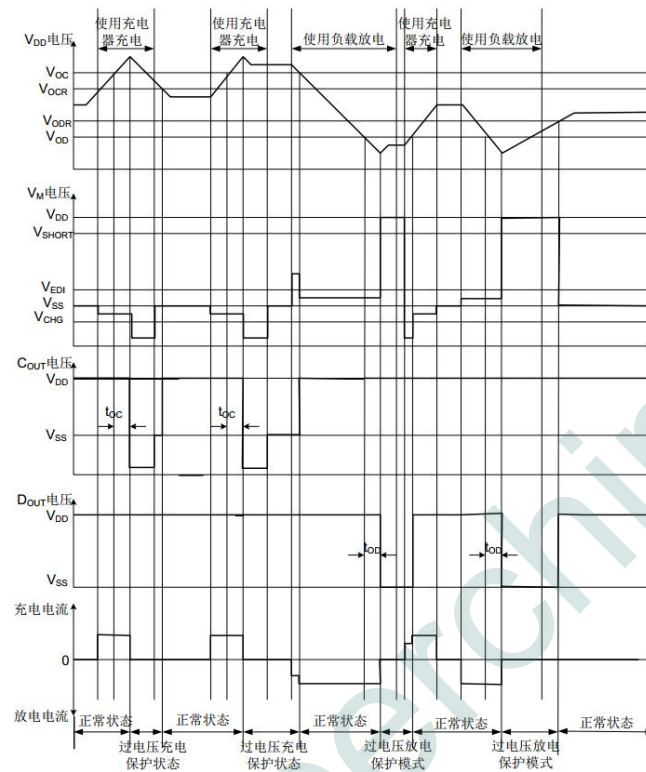 使用充电
器充电
使用充电
器充电
使用负载放电
使用充
电器充电
使用负载放电
VDD电压
VOC
VOCR
VODR
VOD
VM电压
VDD
VSHORT
VEDI
VSS
VCHG
COUT电压
VDD
tOC
tOC
VSS
DOUT电压
VDD
tOD
tOD
VSS
充电电流
0
放电电流
正常状态
正常状态
正常状态
正常状态
正常状态
过电压充电
保护状态
过电压充电
保护状态
过电压放电
保护模式
过电压放电
保护模式
erchi